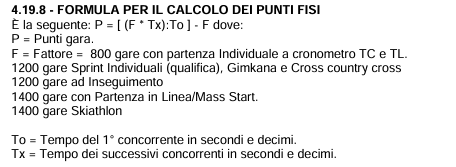 4.19.8 - FORMULA PER IL CALCOLO DEI PUNTI FISI
È la seguente: P = [ (F * Tx):To ] - F dove:
P = Punti gara.
F = Fattore =  800 gare con partenza Individuale a cronometro TC e TL.
1200 gare Sprint Individuali (qualifica), Gimkana e Cross country cross
1200 gare ad Inseguimento
1400 gare con Partenza in Linea/Mass Start.
1400 gare Skiathlon
To = Tempo del 1° concorrente in secondi e decimi.
Tx = Tempo dei successivi concorrenti in secondi e decimi.